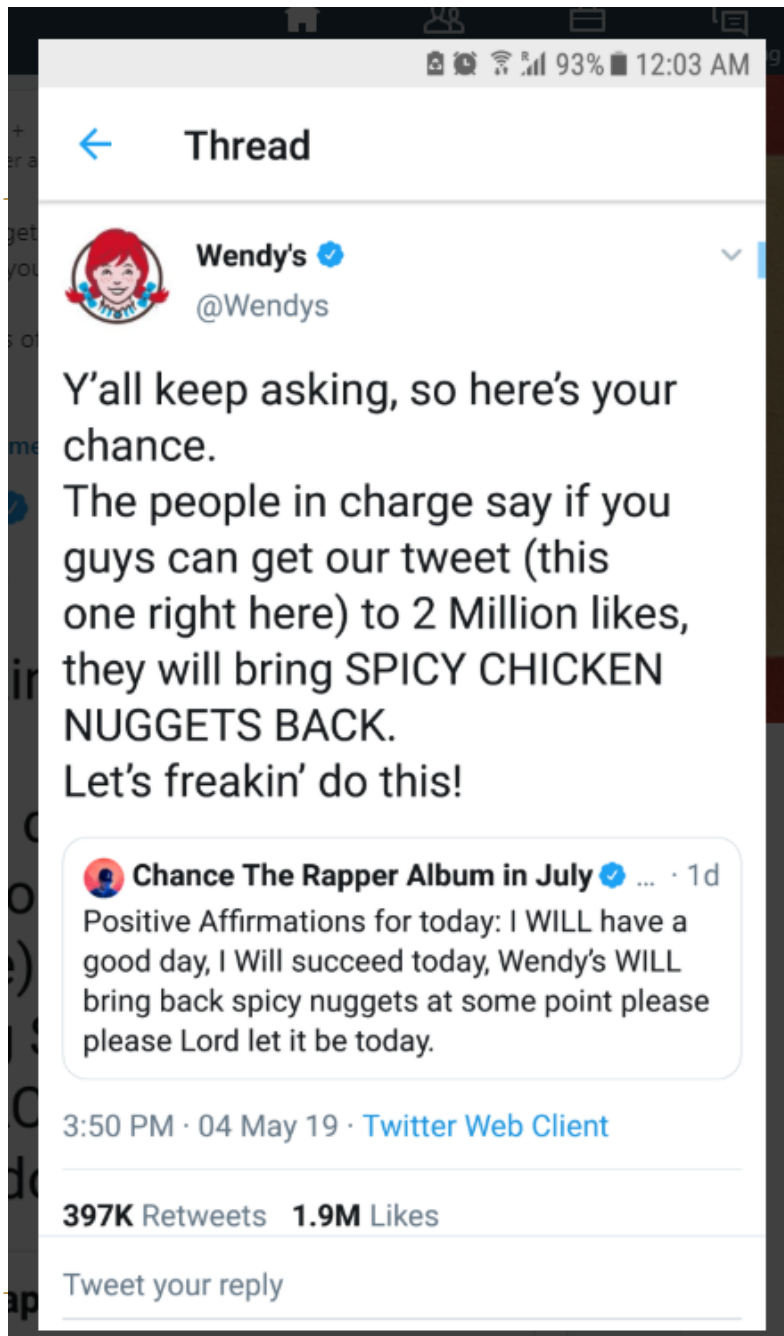 93% 12:03 AM
Thread
Wendy's
@Wendys
Y'all keep asking, so here's your
chance.
The people in charge say if you
guys can get our tweet (this
one right here) to 2 Million likes,
they will bring SPICY CHICKEN
NUGGETS BACK.
Let's freakin' do this!
Chance The Rapper Album in July ... · 1d
Positive Affirmations for today: I WILL have a
good day, I Will succeed today, Wendy's WILL
bring back spicy nuggets at some point please
please Lord let it be today.
3:50 PM · 04 May 19 · Twitter Web Client
397K Retweets 1.9M Likes
Tweet your reply